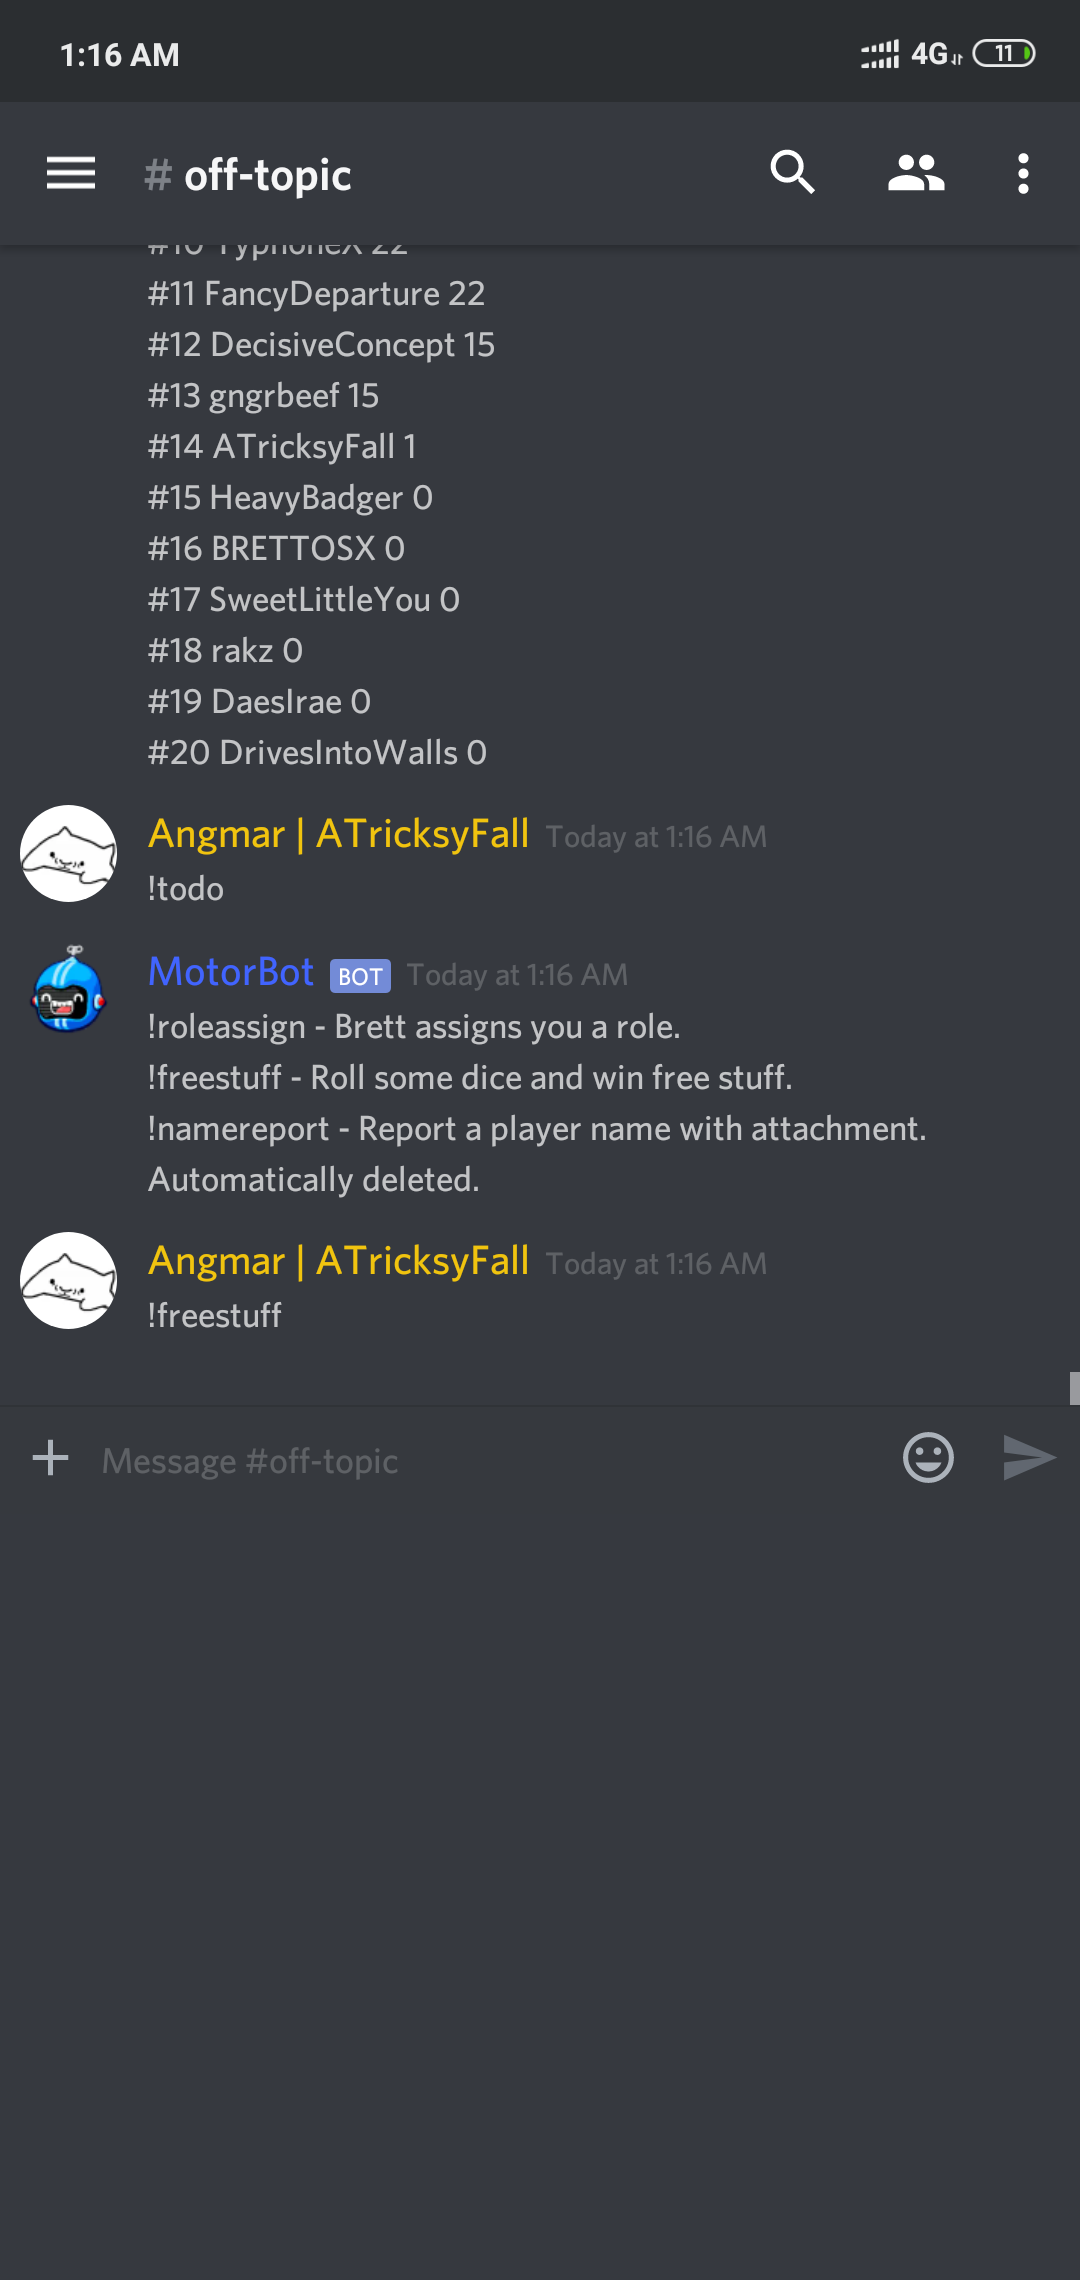 1:16 AM
4G 11
# off-topic
#10 TyphoneX 22
#11 FancyDeparture 22
#12 DecisiveConcept 15
#13 gngrbeef 15
#14 ATricksyFall 1
#15 HeavyBadger 0
#16 BRETTOSX 0
#17 SweetLittleYou 0
#18 rakz 0
#19 DaesIrae 0
#20 DrivesIntoWalls 0
Angmar | ATricksyFall Today at 1:16 AM
!todo
MotorBot BOT Today at 1:16 AM
!roleassign - Brett assigns you a role.
!freestuff - Roll some dice and win free stuff.
!namereport - Report a player name with attachment.
Automatically deleted.
Angmar | ATricksyFall Today at 1:16 AM
!freestuff
Message #off-topic